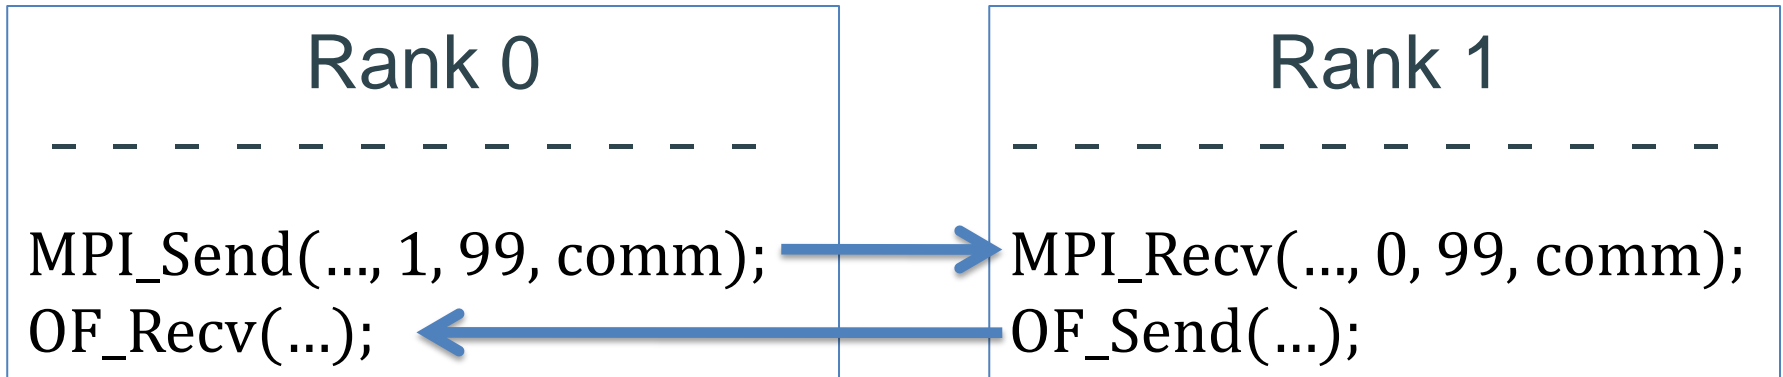 Rank 0
MPI_Send(…, 1, 99, comm);
OF_Recv(…);
Rank 1
MPI_Recv(…, 0, 99, comm);
OF_Send(…);